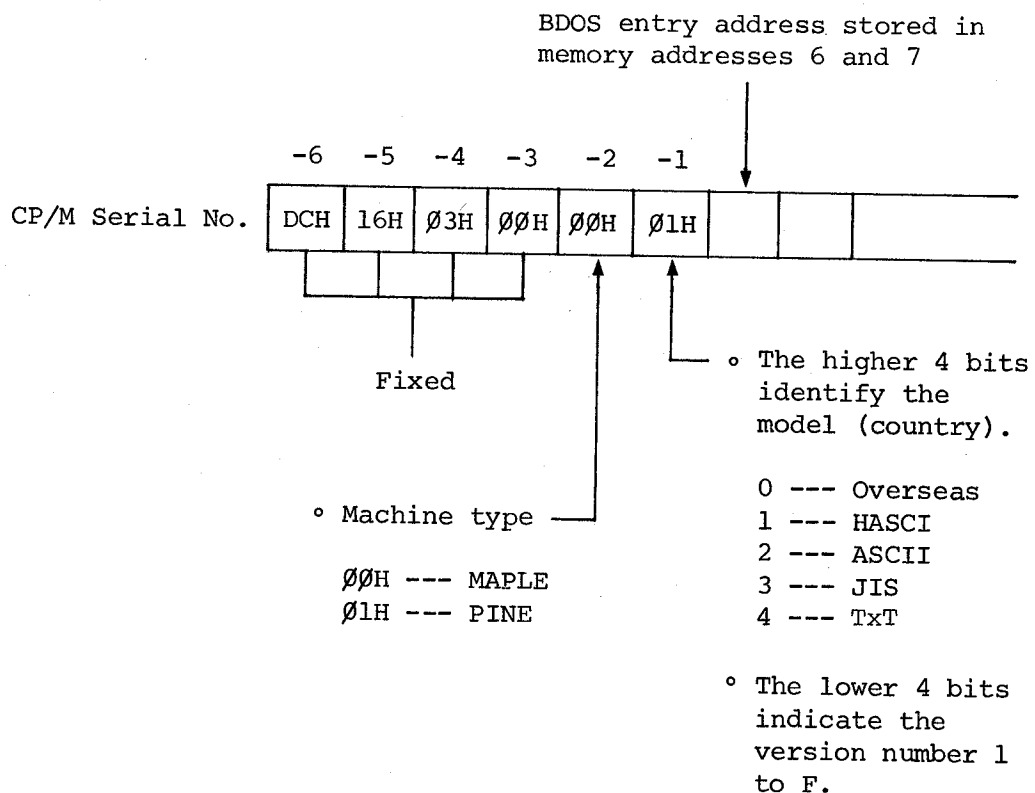 BDOS entry address stored in
memory addresses 6 and 7
-6 -5 -4 -3 -2 -1
CP/M Serial No. DCH 16H Ø3H ØØH ØØH Ø1H
Fixed
° The higher 4 bits
identify the
model (country).
0 --- Overseas
1 --- HASCI
2 --- ASCII
3 --- JIS
4 --- TxT
° Machine type
ØØH --- MAPLE
Ø1H --- PINE
° The lower 4 bits
indicate the
version number 1
to F.